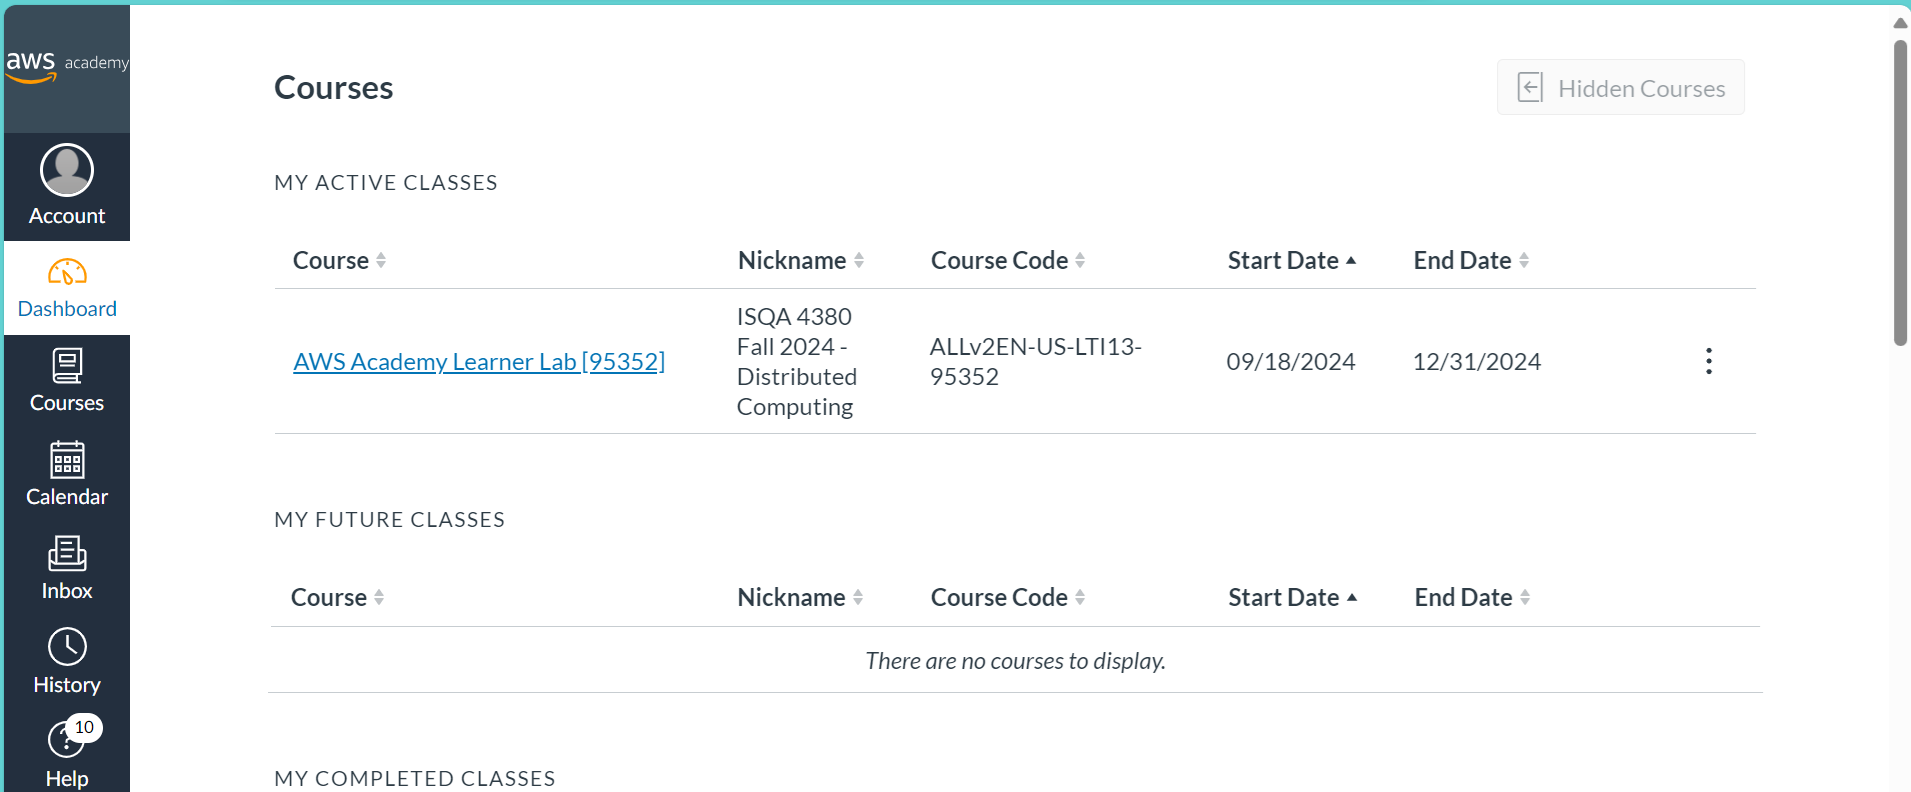 aws academy
Account
Dashboard
Courses
Calendar
Inbox
History
10
Help
Courses
Hidden Courses
MY ACTIVE CLASSES
Course Nickname Course Code Start Date End Date
AWS Academy Learner Lab [95352]
ISQA 4380
Fall 2024 -
Distributed
Computing
ALLv2EN-US-LTI13-
95352
09/18/2024
12/31/2024
MY FUTURE CLASSES
Course Nickname Course Code Start Date End Date
There are no courses to display.
MY COMPLETED CLASSES